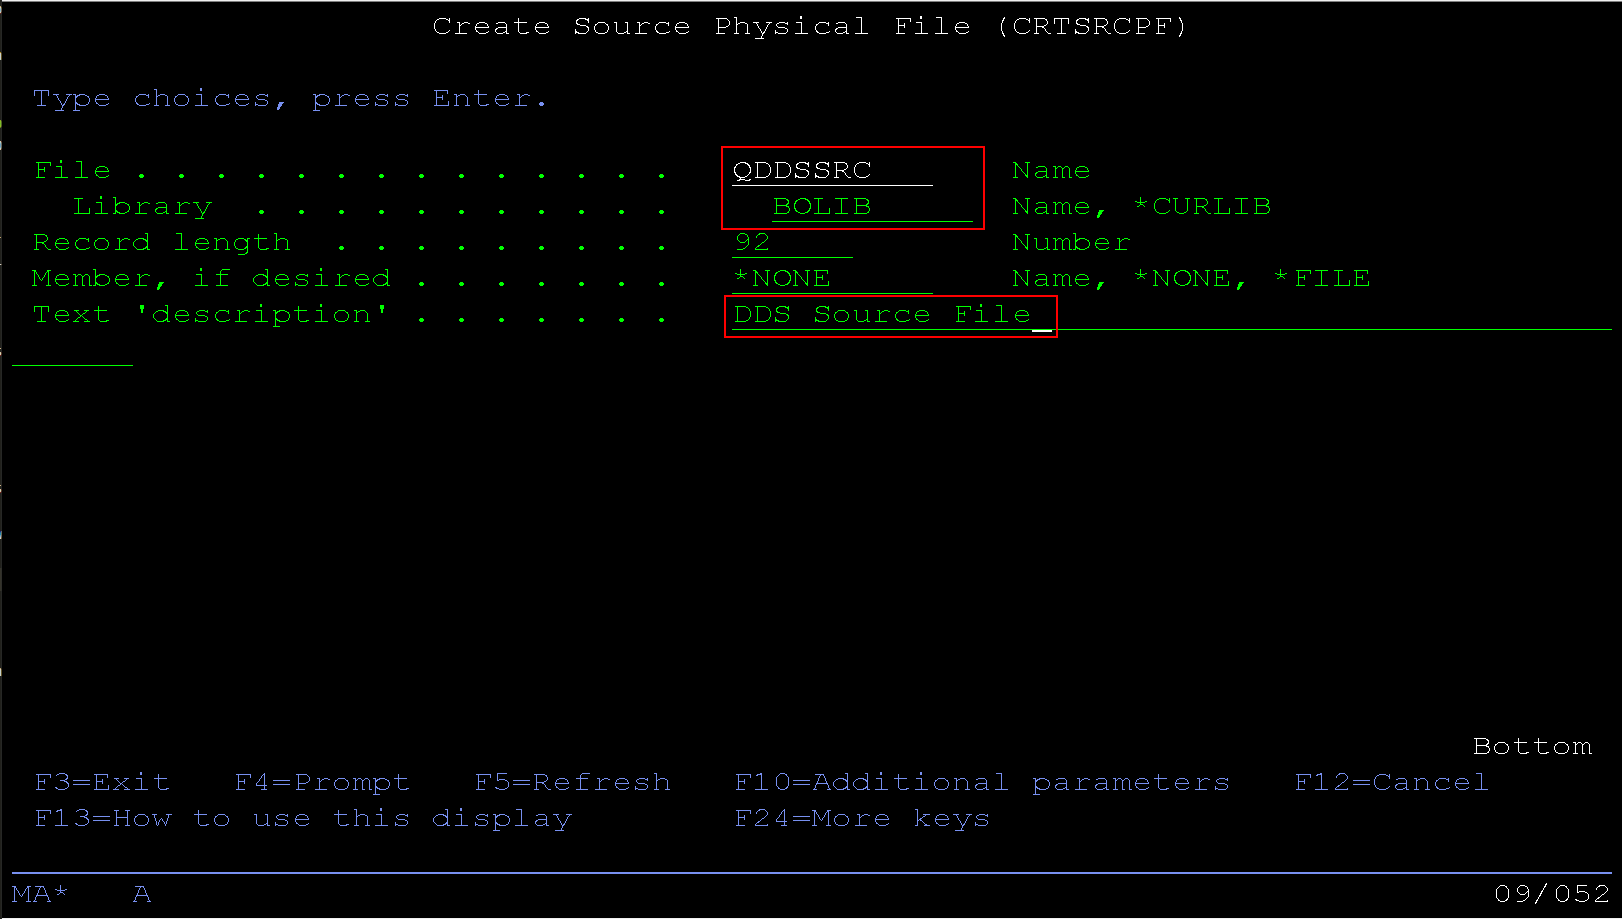 Create Source Physical File (CRTSRCPF)
Type choices, press Enter.
File . . . . . . . . . . . . . . QDDSSRC Name
Library . . . . . . . . . . . BOLIB Name, *CURLIB
Record length . . . . . . . . . 92 Number
Member, if desired . . . . . . . *NONE Name, *NONE, *FILE
Text 'description' . . . . . . . DDS Source File_
Bottom
F3=Exit F4=Prompt F5=Refresh F10=Additional parameters F12=Cancel
F13=How to use this display F24=More keys
MA* A 09/052